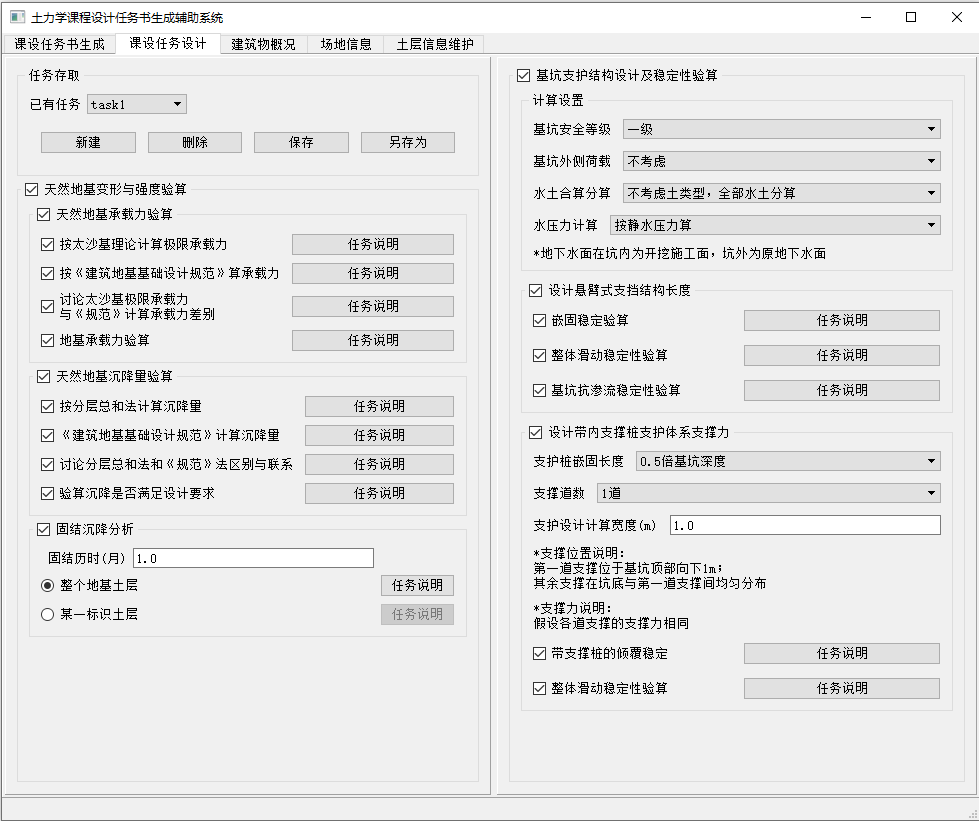 土力学课程设计任务书生成辅助系统
课设任务书生成
课设任务设计
建筑物概况
场地信息
土层信息维护
任务存取
已有任务
task1
新建
删除
保存
另存为
天然地基变形与强度验算
天然地基承载力验算
按太沙基理论计算极限承载力
任务说明
按《建筑地基基础设计规范》算承载力
任务说明
讨论太沙基极限承载力
与《规范》计算承载力差别
任务说明
地基承载力验算
任务说明
天然地基沉降量验算
按分层总和法计算沉降量
任务说明
《建筑地基基础设计规范》计算沉降量
任务说明
讨论分层总和法和《规范》法区别与联系
任务说明
验算沉降是否满足设计要求
任务说明
固结沉降分析
固结历时(月)
1.0
整个地基土层
任务说明
某一标识土层
任务说明
基坑支护结构设计及稳定性验算
计算设置
基坑安全等级
一级
基坑外侧荷载
不考虑
水土合算分算
不考虑土类型，全部水土分算
水压力计算
按静水压力算
*地下水面在坑内为开挖施工面，坑外为原地下水面
设计悬臂式支挡结构长度
嵌固稳定验算
任务说明
整体滑动稳定性验算
任务说明
基坑抗渗流稳定性验算
任务说明
设计带内支撑桩支护体系支撑力
支护桩嵌固长度
0.5倍基坑深度
支撑道数
1道
支护设计计算宽度(m)
1.0
*支撑位置说明：
第一道支撑位于基坑顶部向下1m；
其余支撑在坑底与第一道支撑间均匀分布
*支撑力说明：
假设各道支撑的支撑力相同
带支撑桩的倾覆稳定
任务说明
整体滑动稳定性验算
任务说明